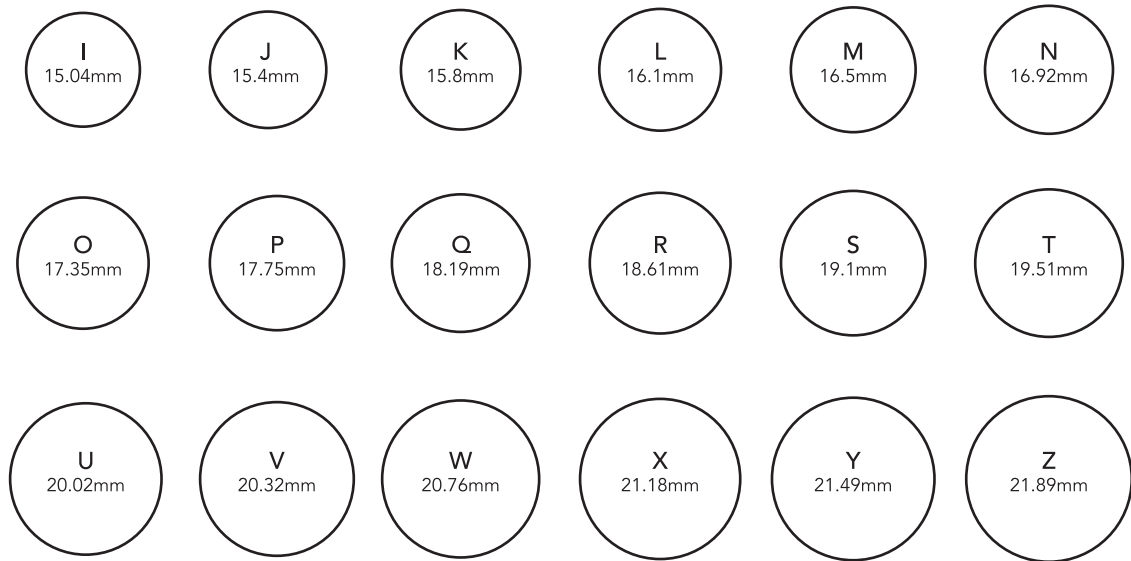 I
15.04mm
J
15.4mm
K
15.8mm
L
16.1mm
M
16.5mm
N
16.92mm
O
17.35mm
P
17.75mm
Q
18.19mm
R
18.61mm
S
19.1mm
T
19.51mm
U
20.02mm
V
20.32mm
W
20.76mm
X
21.18mm
Y
21.49mm
Z
21.89mm